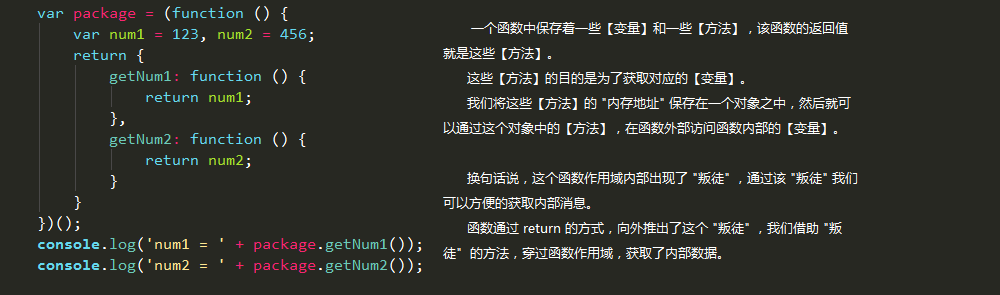 var package = (function () {
    var num1 = 123, num2 = 456;
    return {
        getNum1: function () {
            return num1;
        },
        getNum2: function () {
            return num2;
        }
    }
})();
console.log('num1 = ' + package.getNum1());
console.log('num2 = ' + package.getNum2());
一个函数中保存着一些【变量】和一些【方法】，该函数的返回值
就是这些【方法】。
这些【方法】的目的是为了获取对应的【变量】。
我们将这些【方法】的 "内存地址" 保存在一个对象之中，然后就可
以通过这个对象中的【方法】，在函数外部访问函数内部的【变量】。
换句话说，这个函数作用域内部出现了 "叛徒" ，通过该 "叛徒" 我们
可以方便的获取内部消息。
函数通过 return 的方式，向外推出了这个 "叛徒" ，我们借助 "叛
徒" 的方法，穿过函数作用域，获取了内部数据。